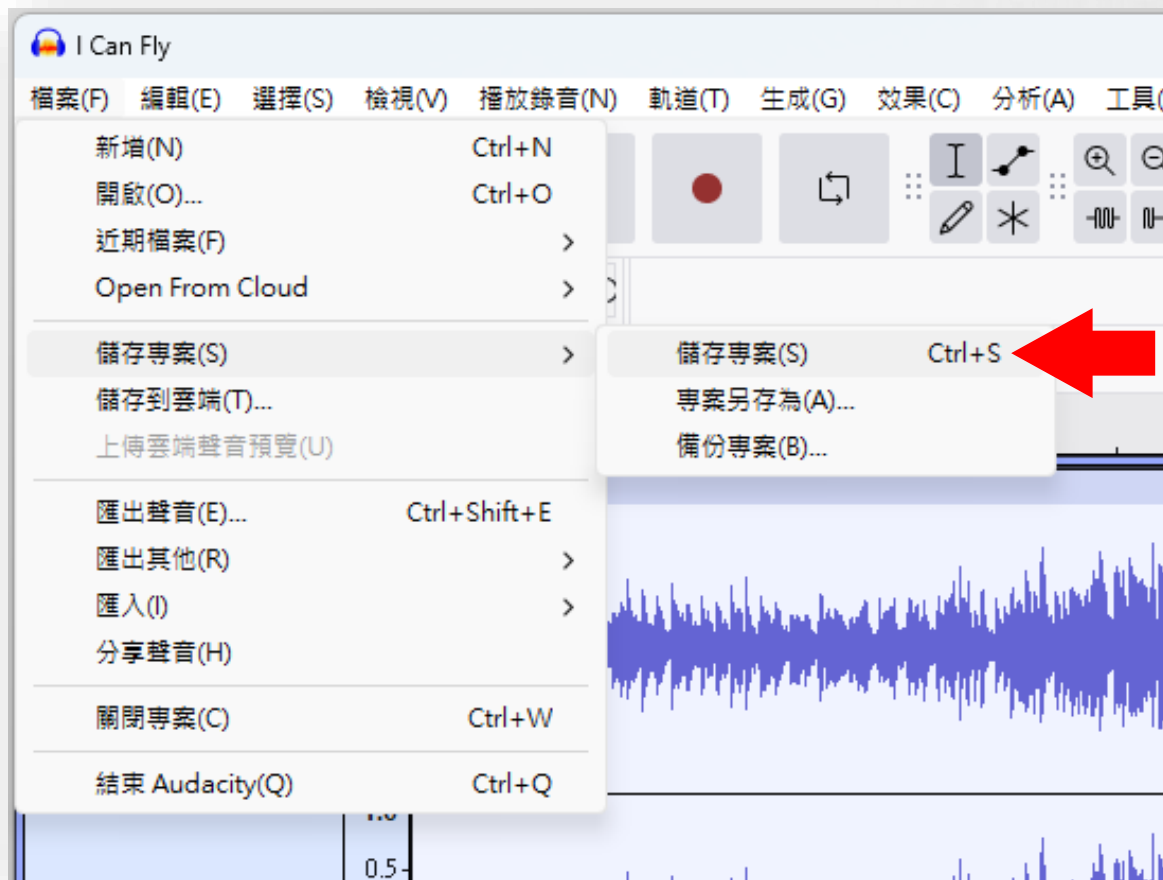 I Can Fly
檔案(F) 編輯(E) 選擇(S) 檢視(V) 播放錄音(N) 軌道(T) 生成(G) 效果(C) 分析(A) 工具(
新增(N) Ctrl+N
開啟(O)... Ctrl+O
近期檔案(F)
Open From Cloud
儲存專案(S)
儲存專案(S) Ctrl+S
儲存到雲端(T)...
專案另存為(A)...
上傳雲端聲音預覽(U)
備份專案(B)...
匯出聲音(E)... Ctrl+Shift+E
匯出其他(R)
匯入(I)
分享聲音(H)
關閉專案(C) Ctrl+W
結束 Audacity(Q) Ctrl+Q
1.0
0.5